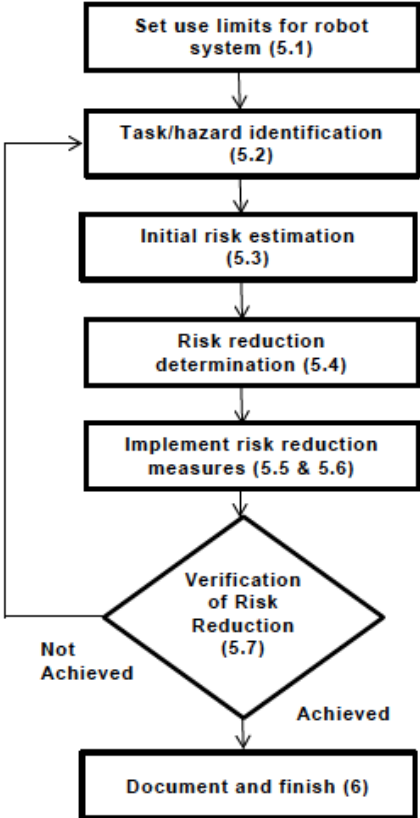 Set use limits for robot
system (5.1)
Task/hazard identification
(5.2)
Initial risk estimation
(5.3)
Risk reduction
determination (5.4)
Implement risk reduction
measures (5.5 & 5.6)
Verification
of Risk
Reduction
(5.7)
Not
Achieved
Achieved
Document and finish (6)